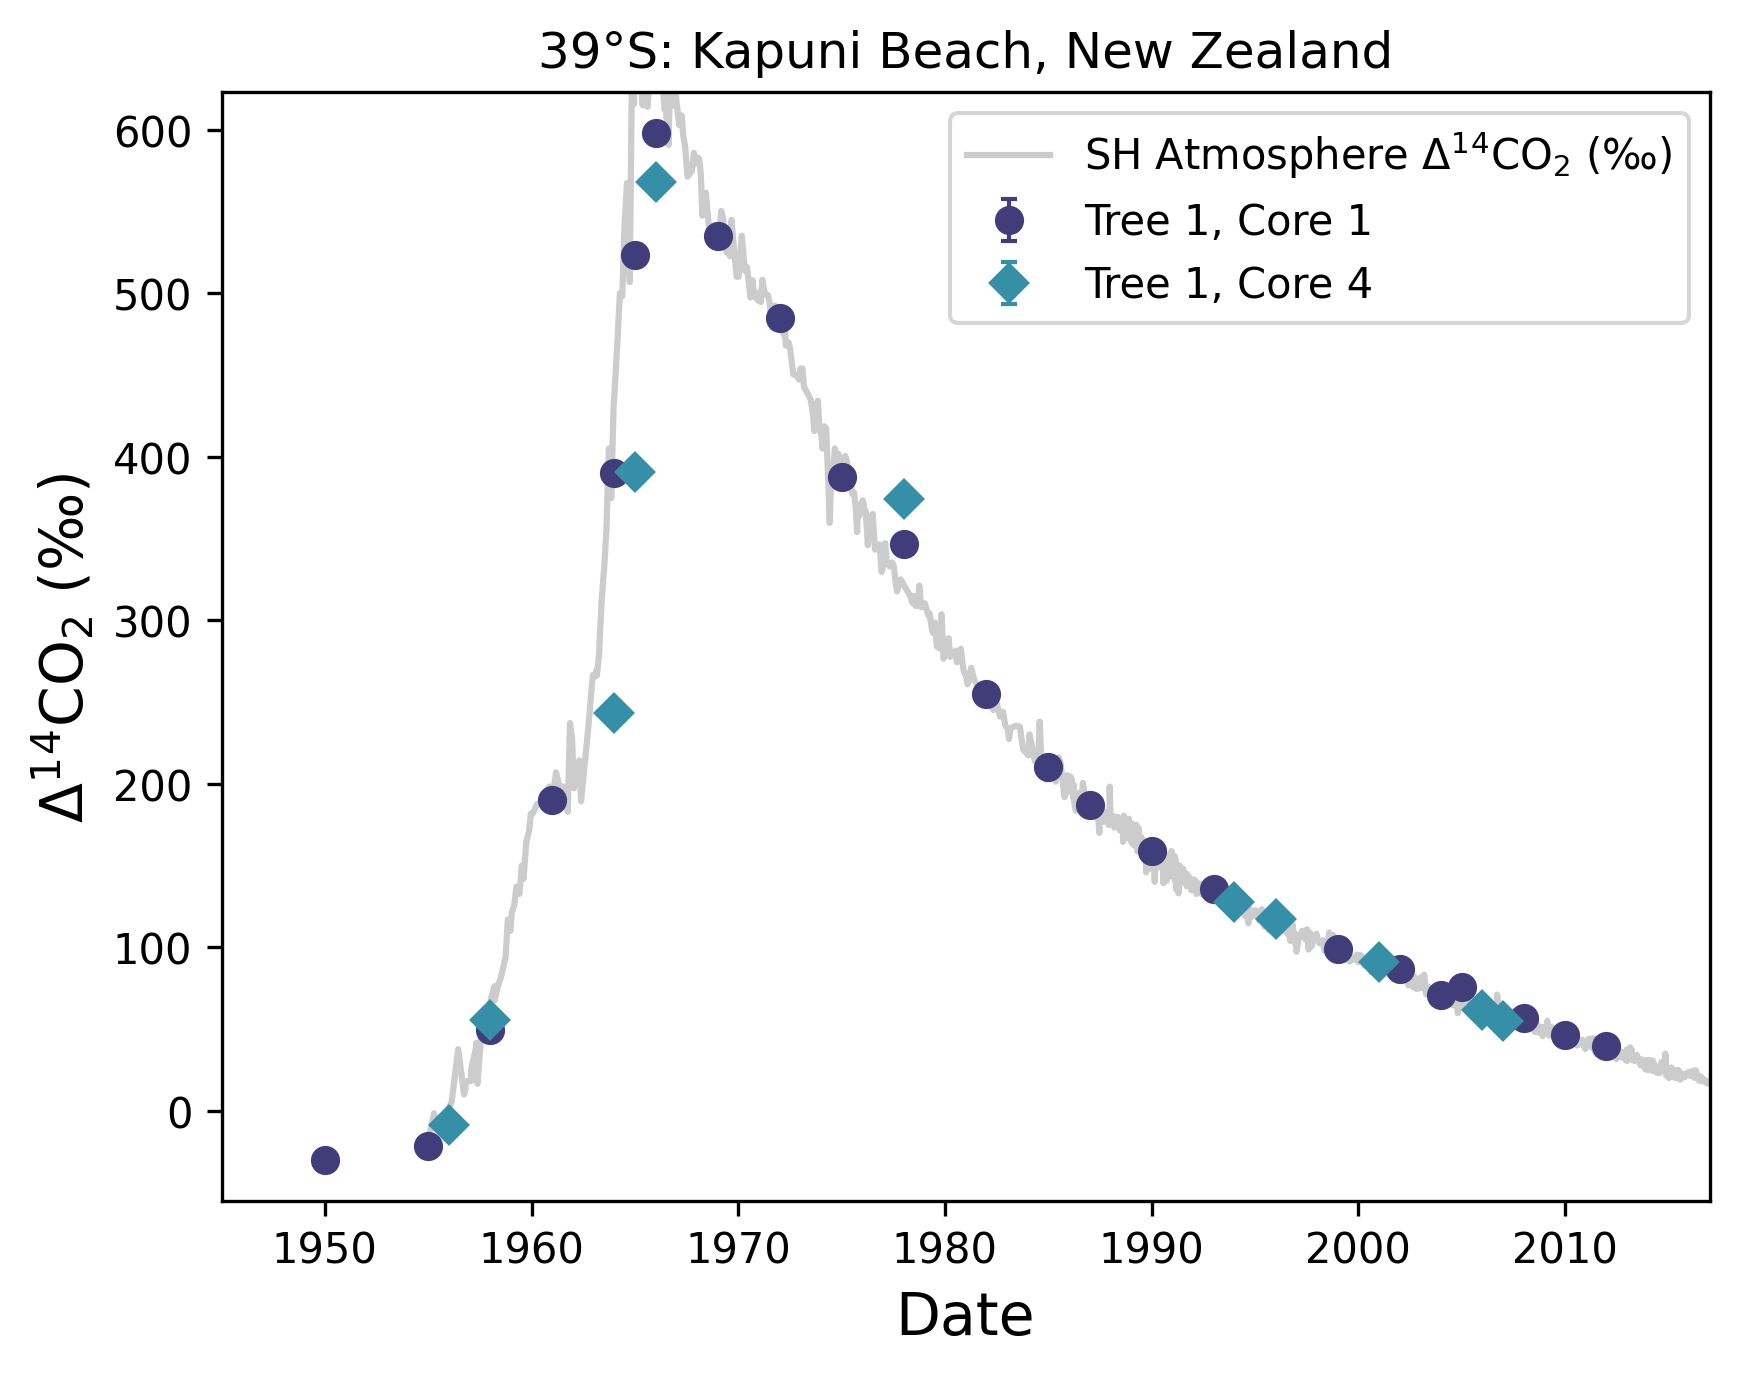 39°S: Kapuni Beach, New Zealand
SH Atmosphere Δ¹⁴CO₂ (‰)
Tree 1, Core 1
Tree 1, Core 4
Δ¹⁴CO₂ (‰)
600
500
400
300
200
100
0
1950 1960 1970 1980 1990 2000 2010
Date